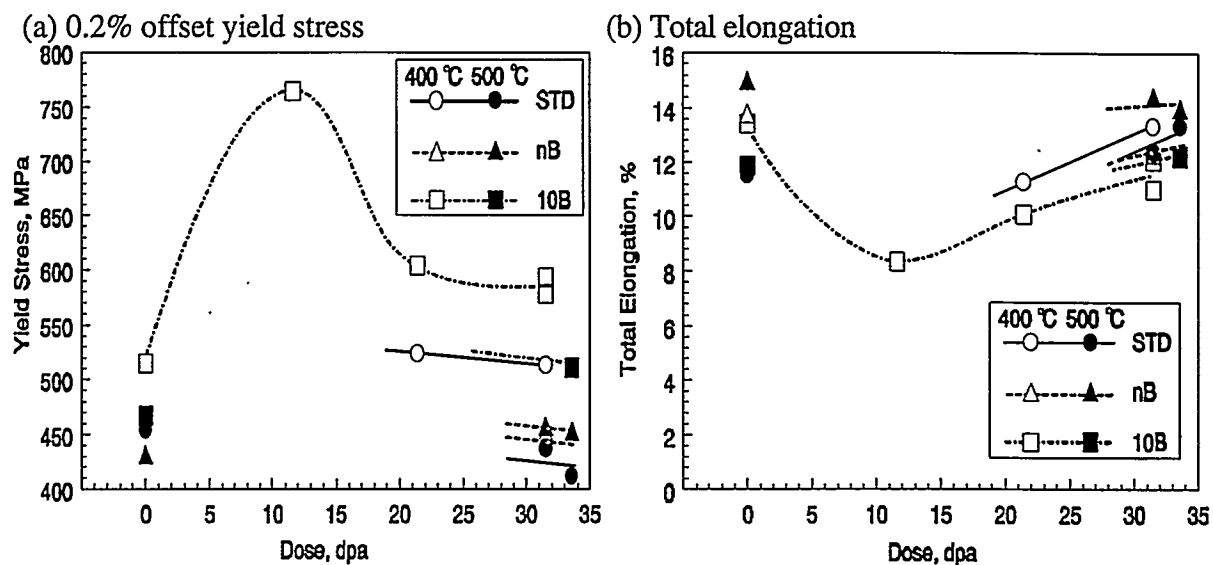 (a) 0.2% offset yield stress
800
750
700
650
600
550
500
450
400
Yield Stress, MPa
400 °C 500 °C
STD
nB
10B
0 5 10 15 20 25 30 35
Dose, dpa
(b) Total elongation
16
14
12
10
8
6
4
2
0
Total Elongation, %
400 °C 500 °C
STD
nB
10B
0 5 10 15 20 25 30 35
Dose, dpa